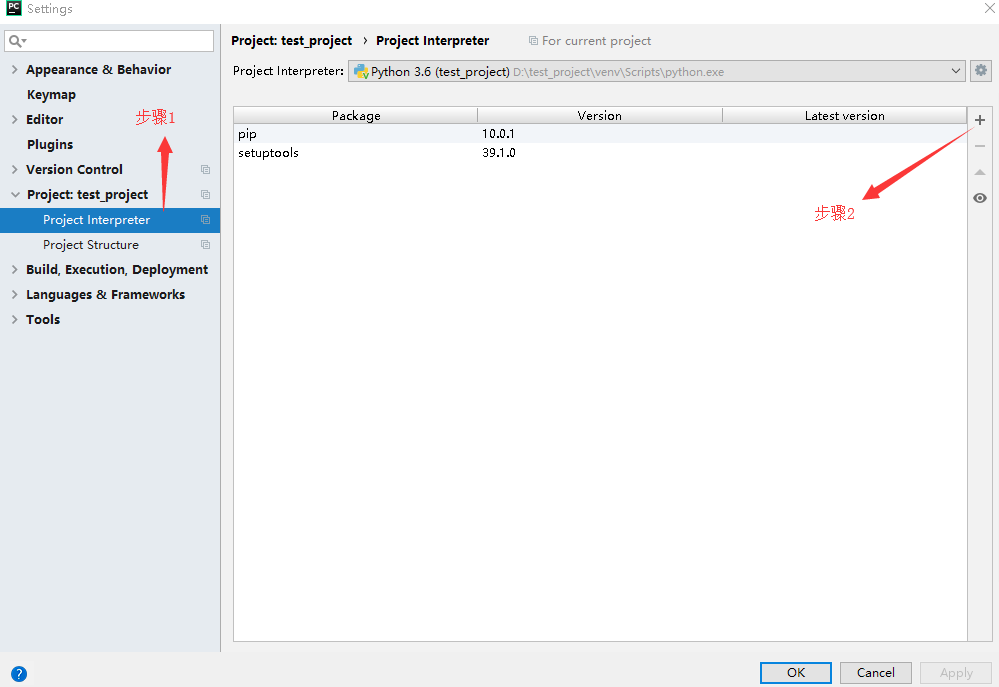 PC Settings
Project: test_project › Project Interpreter For current project
Appearance & Behavior
Keymap
Editor
Plugins
Version Control
Project: test_project
Project Interpreter
Project Structure
Build, Execution, Deployment
Languages & Frameworks
Tools
步骤1
Project Interpreter: Python 3.6 (test_project) D:\test_project\venv\Scripts\python.exe
Package Version Latest version
pip 10.0.1
setuptools 39.1.0
步骤2
? OK Cancel Apply